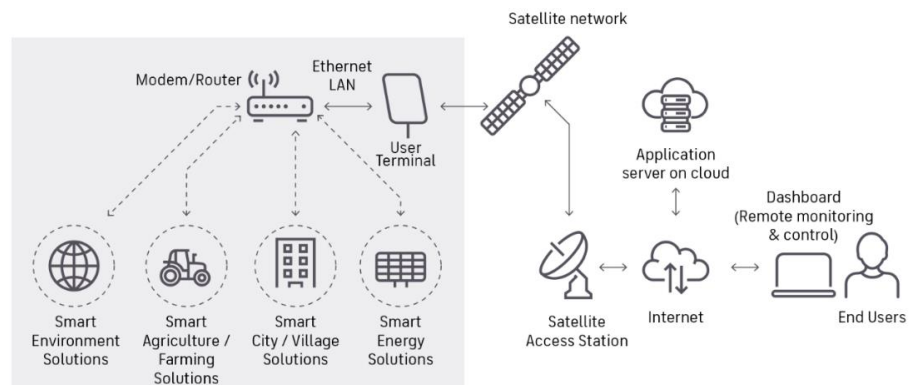 Satellite network
Modem/Router
Ethernet
LAN
User
Terminal
Application
server on cloud
Dashboard
(Remote monitoring
& control)
Smart
Environment
Solutions
Smart
Agriculture /
Farming
Solutions
Smart
City / Village
Solutions
Smart
Energy
Solutions
Satellite
Access Station
Internet
End Users